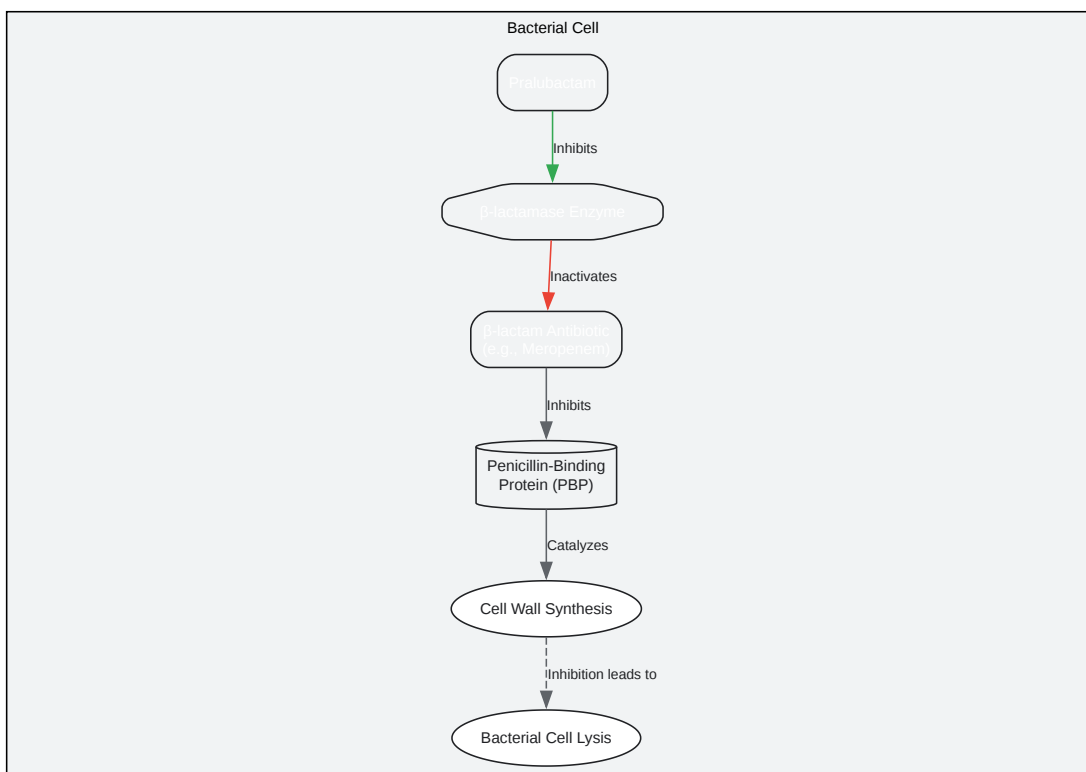 Bacterial Cell
Pralubactam
Inhibits
β-lactamase Enzyme
Inactivates
β-lactam Antibiotic
(e.g., Meropenem)
Inhibits
Penicillin-Binding
Protein (PBP)
Catalyzes
Cell Wall Synthesis
Inhibition leads to
Bacterial Cell Lysis